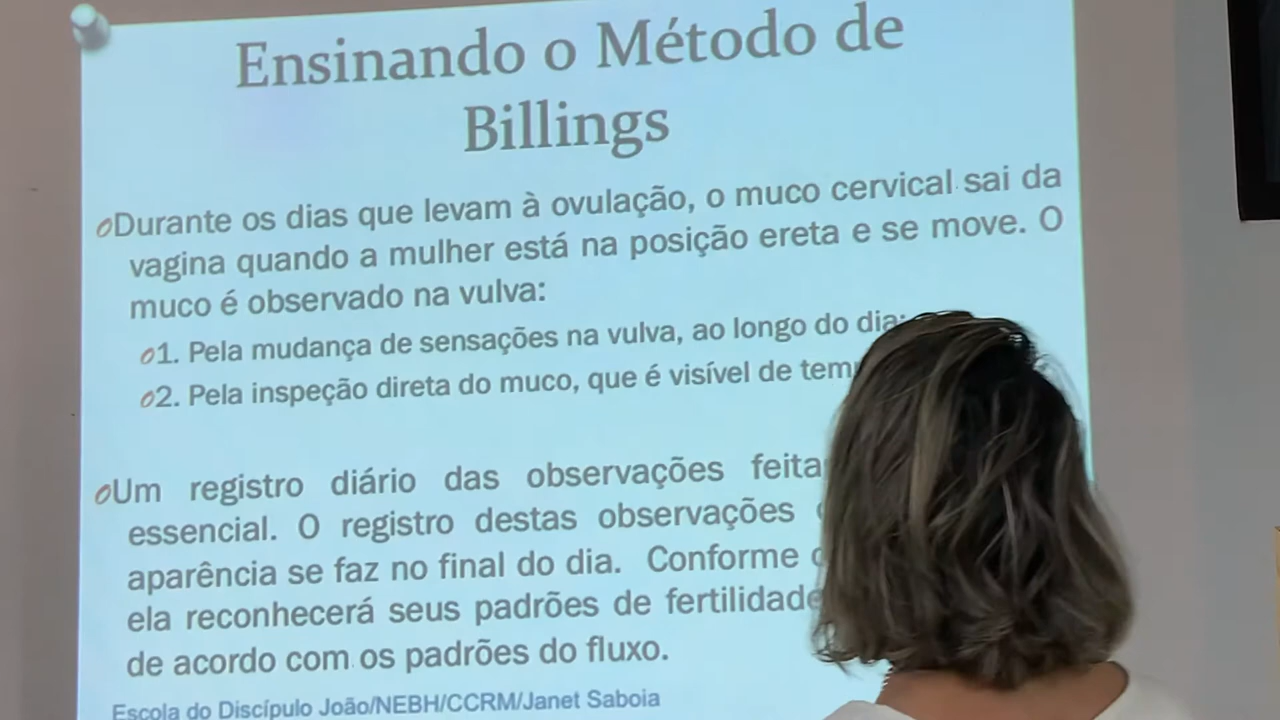 Ensinando o Método de
Billings
Durante os dias que levam à ovulação, o muco cervical sai da
vagina quando a mulher está na posição ereta e se move. O
muco é observado na vulva:
1. Pela mudança de sensações na vulva, ao longo do dia;
2. Pela inspeção direta do muco, que é visível de
Um registro diário das observações
essencial. O registro destas observações
aparência se faz no final do dia. Conforme
ela reconhecerá seus padrões de fertilidade
de acordo com os padrões do fluxo.
Escola do Discípulo João/NEBH/CCRM/Janet Saboia